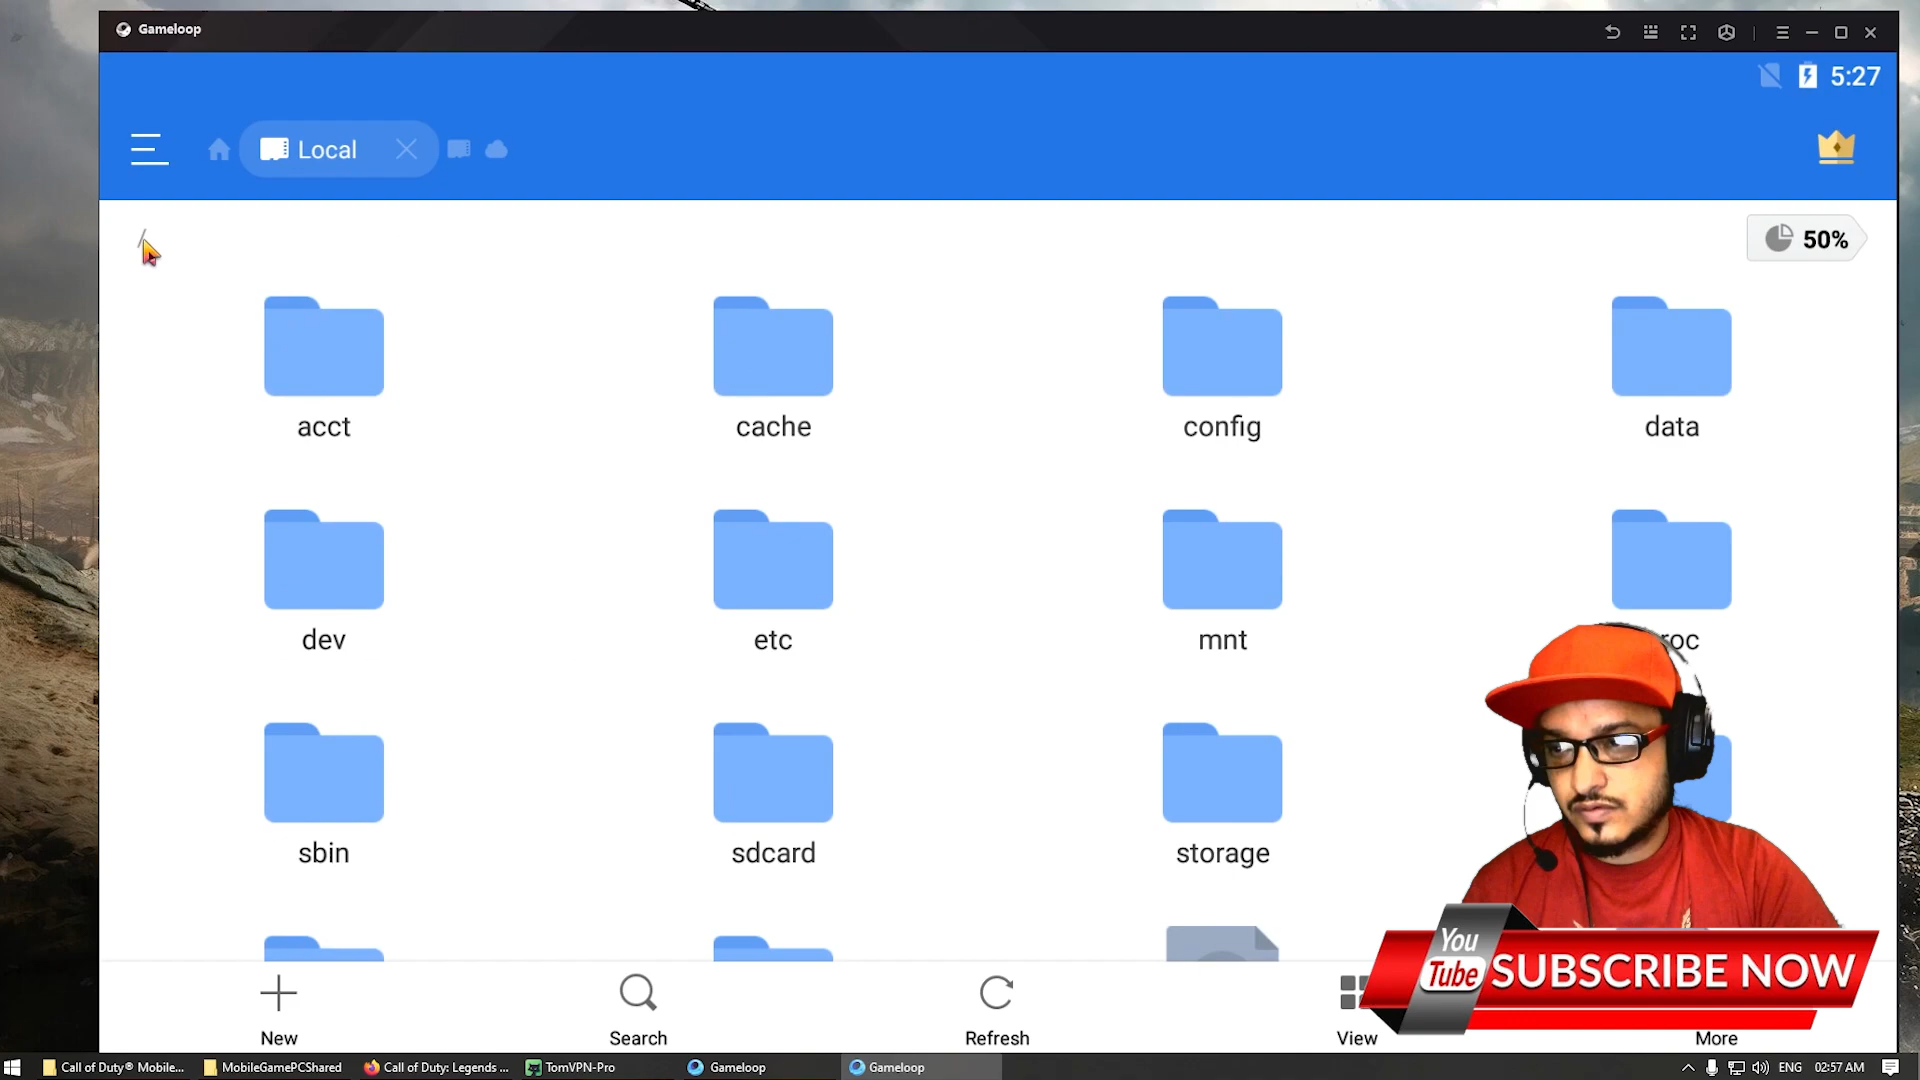 Gameloop
5:27
Local
/
50%
acct
cache
config
data
dev
etc
mnt
roc
sbin
sdcard
storage
New
Search
Refresh
View
More
You
Tube
SUBSCRIBE NOW
Call of Duty® Mobile...
MobileGamePCShared
Call of Duty: Legends ...
TomVPN-Pro
Gameloop
Gameloop
ENG
02:57 AM